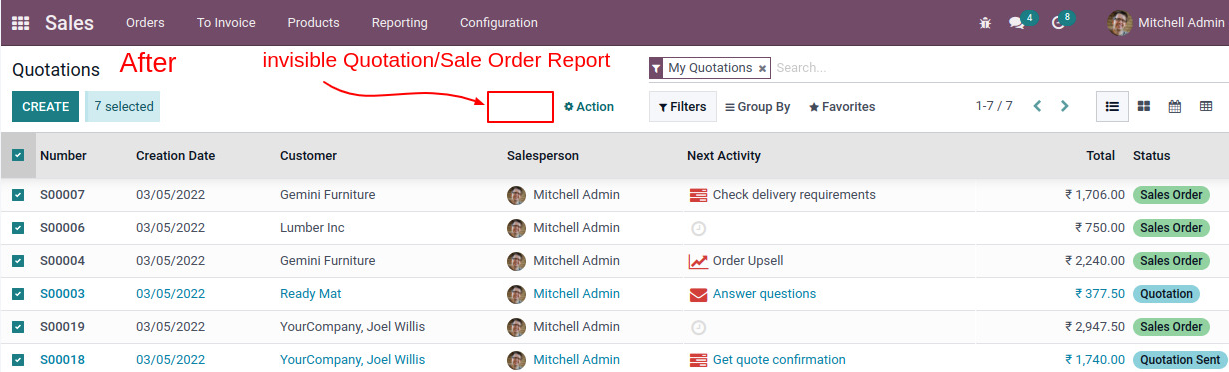 Sales Orders To Invoice Products Reporting Configuration 4 8 Mitchell Admin
Quotations After invisible Quotation/Sale Order Report My Quotations × Search...
CREATE 7 selected Action Filters Group By Favorites 1-7 / 7
Number Creation Date Customer Salesperson Next Activity Total Status
S00007 03/05/2022 Gemini Furniture Mitchell Admin Check delivery requirements ₹ 1,706.00 Sales Order
S00006 03/05/2022 Lumber Inc Mitchell Admin ₹ 750.00 Sales Order
S00004 03/05/2022 Gemini Furniture Mitchell Admin Order Upsell ₹ 2,240.00 Sales Order
S00003 03/05/2022 Ready Mat Mitchell Admin Answer questions ₹ 377.50 Quotation
S00019 03/05/2022 YourCompany, Joel Willis Mitchell Admin ₹ 2,947.50 Sales Order
S00018 03/05/2022 YourCompany, Joel Willis Mitchell Admin Get quote confirmation ₹ 1,740.00 Quotation Sent